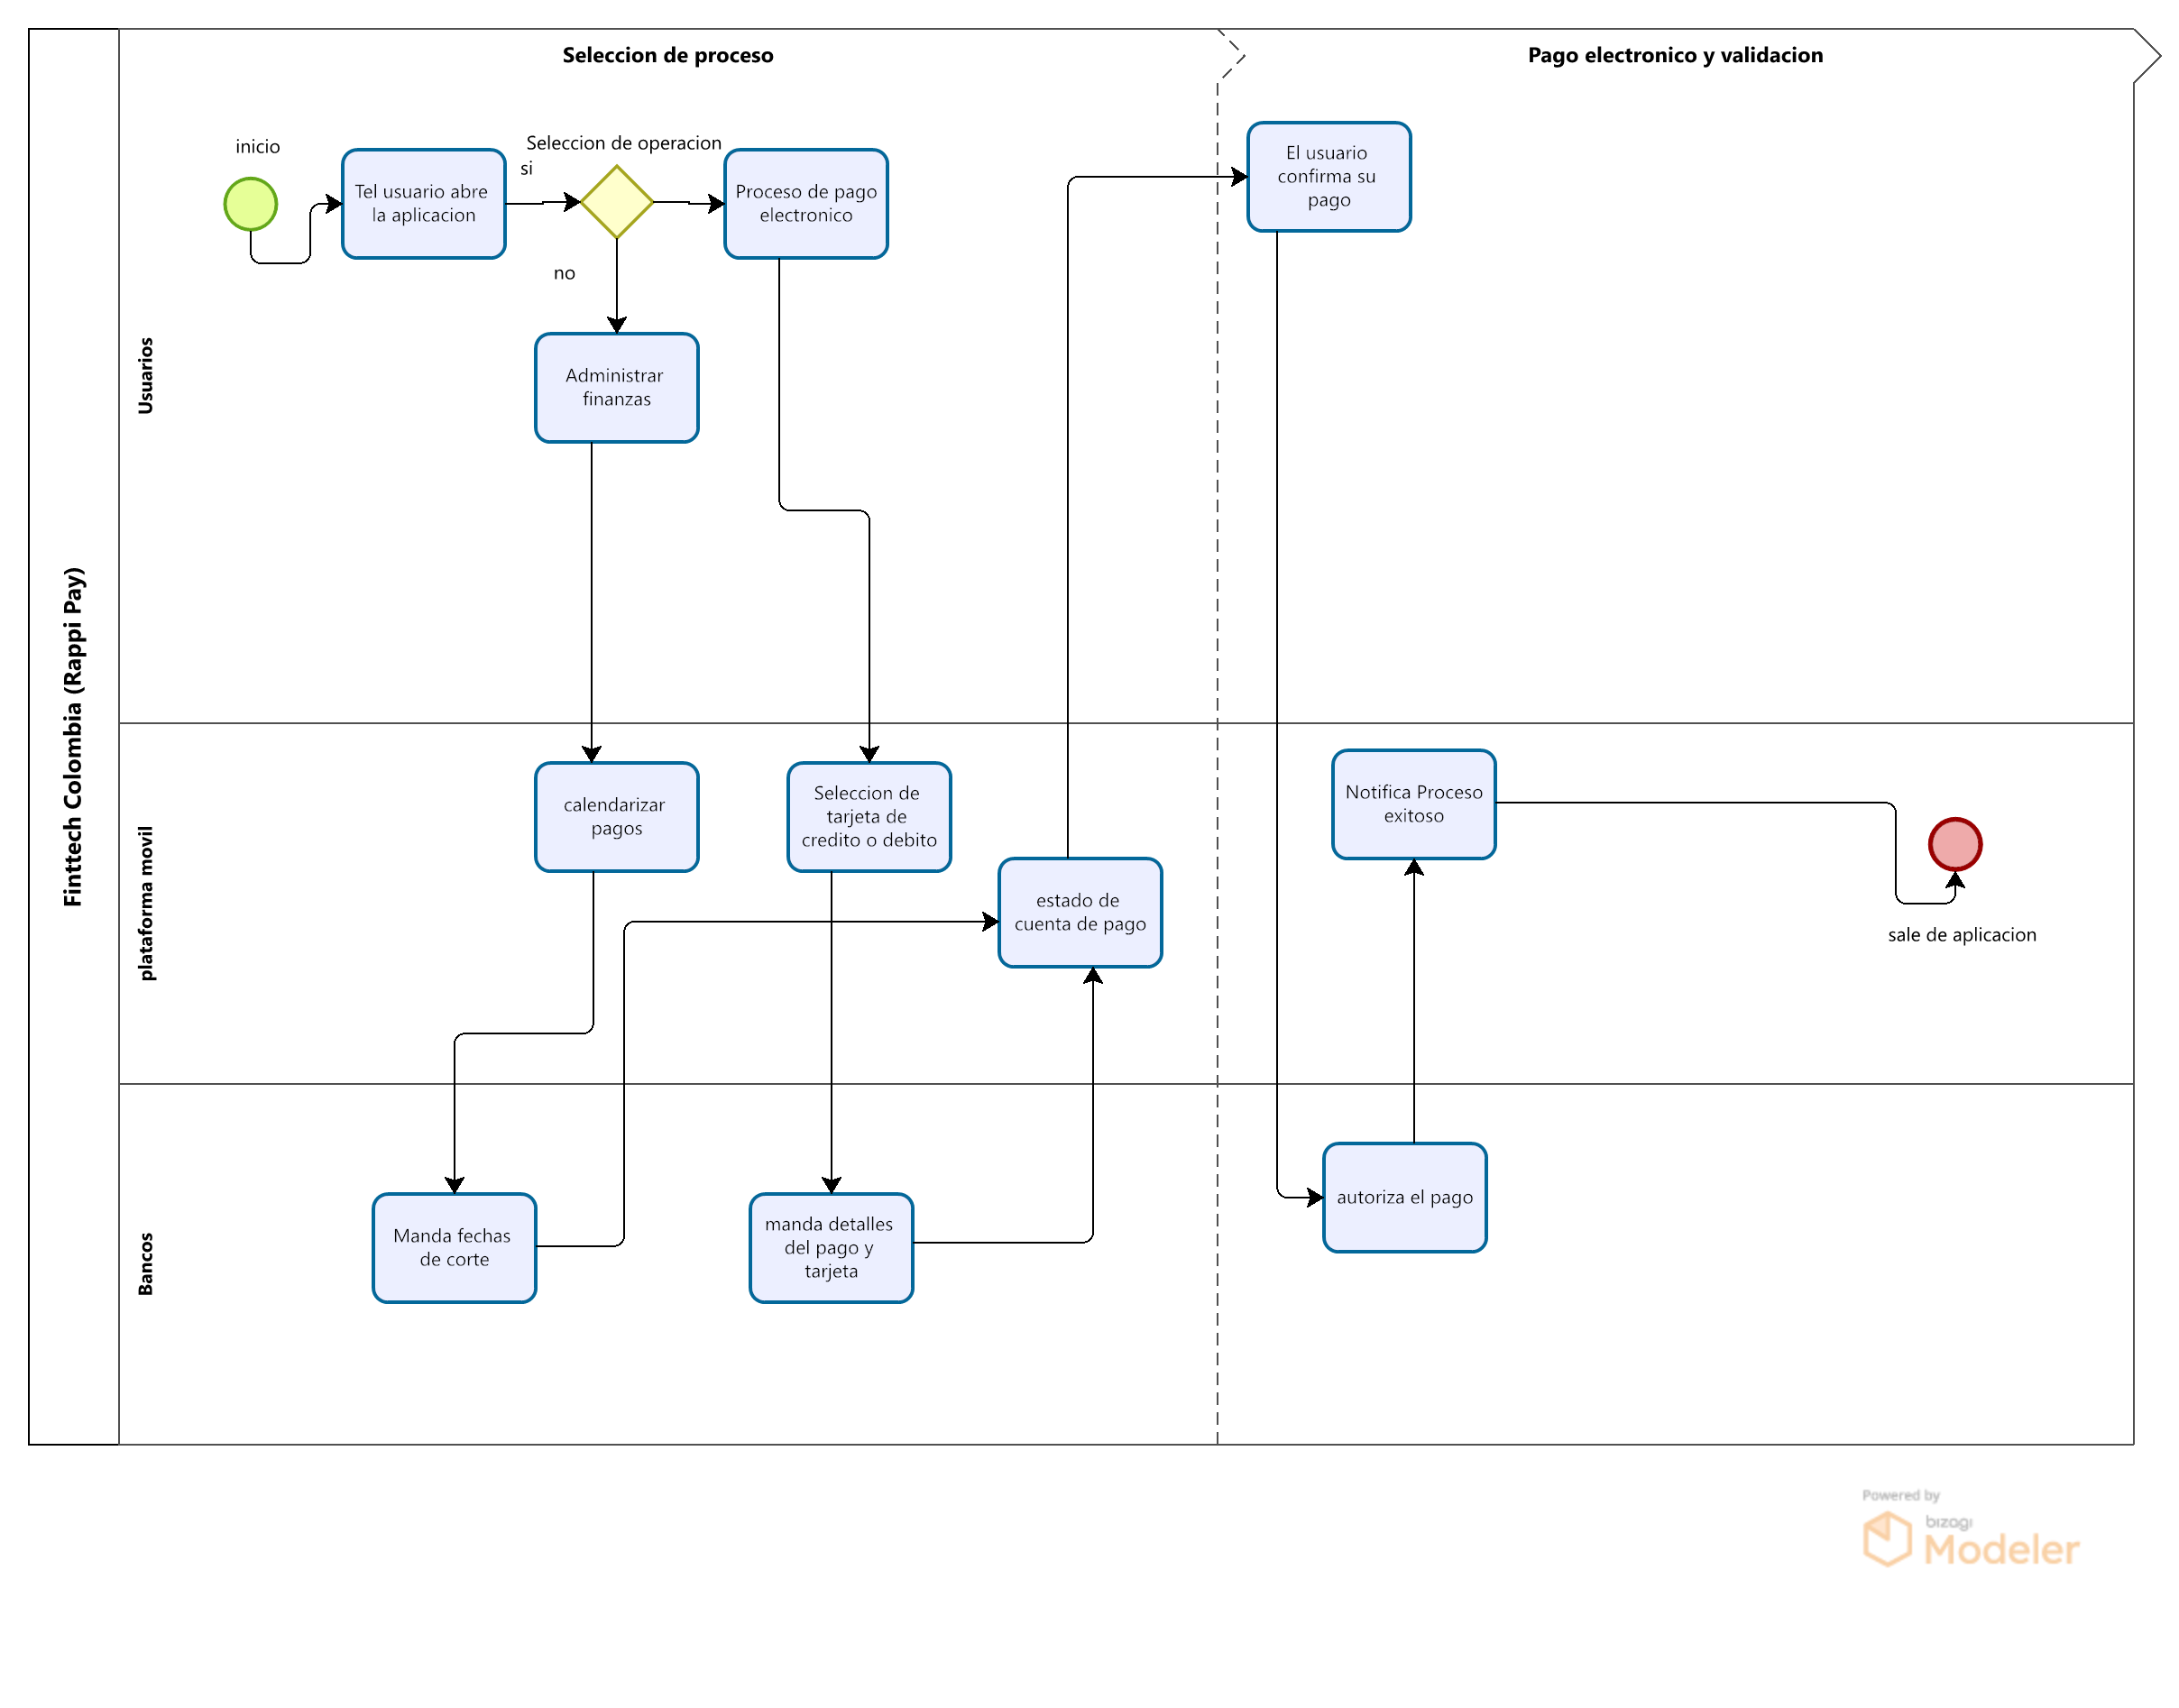 Seleccion de proceso
Pago electronico y validacion
Finttech Colombia (Rappi Pay)
Usuarios
inicio
Tel usuario abre
la aplicacion
Seleccion de operacion
si
no
Proceso de pago
electronico
Administrar
finanzas
El usuario
confirma su
pago
plataforma movil
calendarizar
pagos
Seleccion de
tarjeta de
credito o debito
estado de
cuenta de pago
Notifica Proceso
exitoso
sale de aplicacion
Bancos
Manda fechas
de corte
manda detalles
del pago y
tarjeta
autoriza el pago
Powered by
bizagi
Modeler